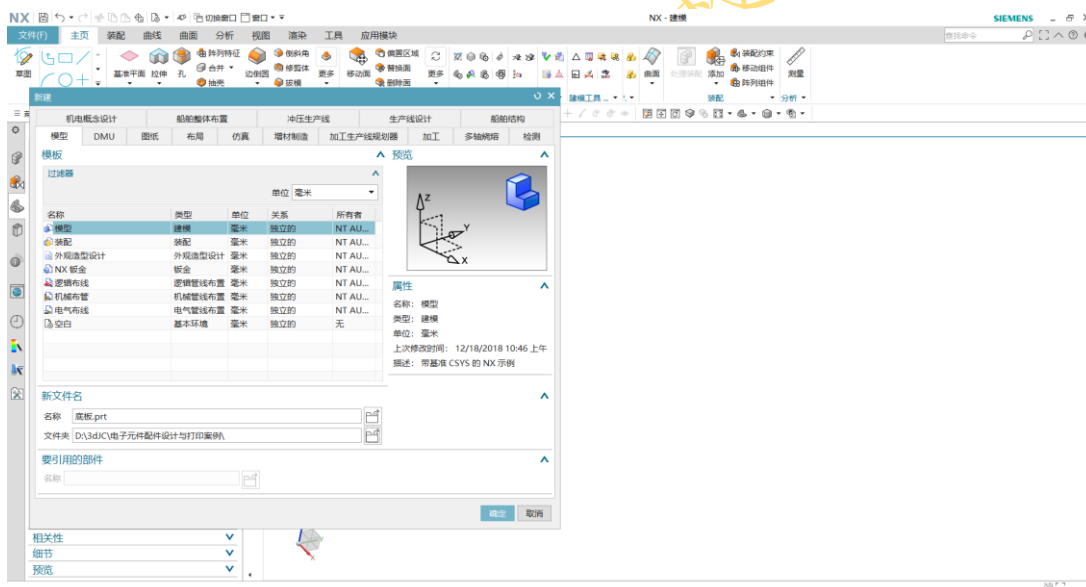 NX 切换窗口 窗口 NX - 建模 SIEMENS
文件(F) 主页 装配 曲线 曲面 分析 视图 渲染 工具 应用模块 查找命令
草图 基准平面 拉伸 孔 阵列特征 合并 抽壳 边倒圆 倒斜角 修剪体 拔模 更多 移动面 偏置区域 替换面 删除面 更多 曲面 处理装配 添加 装配约束 移动组件 阵列组件 测量
建模工具... 装配 分析
新建
机电概念设计 船舶整体布置 冲压生产线 生产线设计 船舶结构
模型 DMU 图纸 布局 仿真 增材制造 加工生产线规划器 加工 多轴熔焙 检测
模板 预览
过滤器
单位 毫米
名称 类型 单位 关系 所有者
模型 建模 毫米 独立的 NT AU...
装配 装配 毫米 独立的 NT AU...
外观造型设计 外观造型设计 毫米 独立的 NT AU...
NX 钣金 钣金 毫米 独立的 NT AU...
逻辑布线 逻辑管线布置 毫米 独立的 NT AU...
机械布管 机械管线布置 毫米 独立的 NT AU...
电气布线 电气管线布置 毫米 独立的 NT AU...
空白 基本环境 毫米 独立的 无
Z
Y
X
属性
名称: 模型
类型: 建模
单位: 毫米
上次修改时间: 12/18/2018 10:46 上午
描述: 带基准 CSYS 的 NX 示例
新文件名
名称 底板.prt
文件夹 D:\3dJC\电子元件配件设计与打印案例\
要引用的部件
名称
确定 取消
相关性
细节
预览
X